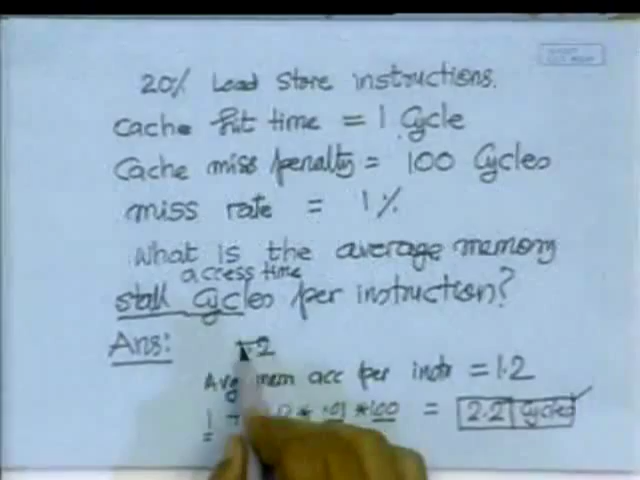 20% Load Store instructions.
Cache hit time = 1 Cycle
Cache miss penalty = 100 Cycles
miss rate = 1%
What is the average memory
access time
stall Cycles per instruction?
Ans:
Avg mem acc per instr = 1.2
1 + * .01 * 100 = 2.2 Cycles